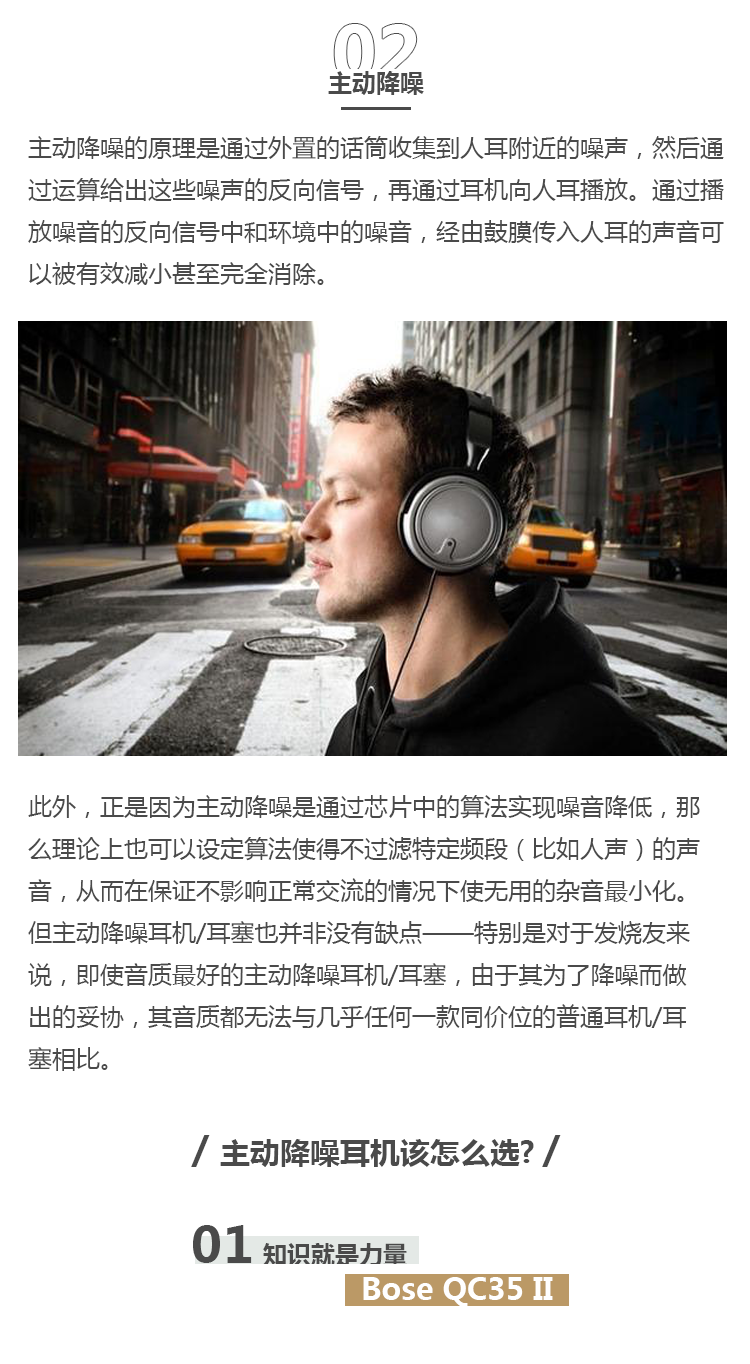 02
主动降噪
主动降噪的原理是通过外置的话筒收集到人耳附近的噪声，然后通
过运算给出这些噪声的反向信号，再通过耳机向人耳播放。通过播
放噪音的反向信号中和环境中的噪音，经由鼓膜传入人耳的声音可
以被有效减小甚至完全消除。
此外，正是因为主动降噪是通过芯片中的算法实现噪音降低，那
么理论上也可以设定算法使得不过滤特定频段（比如人声）的声
音，从而在保证不影响正常交流的情况下使无用的杂音最小化。
但主动降噪耳机/耳塞也并非没有缺点——特别是对于发烧友来
说，即使音质最好的主动降噪耳机/耳塞，由于其为了降噪而做
出的妥协，其音质都无法与几乎任何一款同价位的普通耳机/耳
塞相比。
/ 主动降噪耳机该怎么选? /
01 知识就是力量
Bose QC35 II